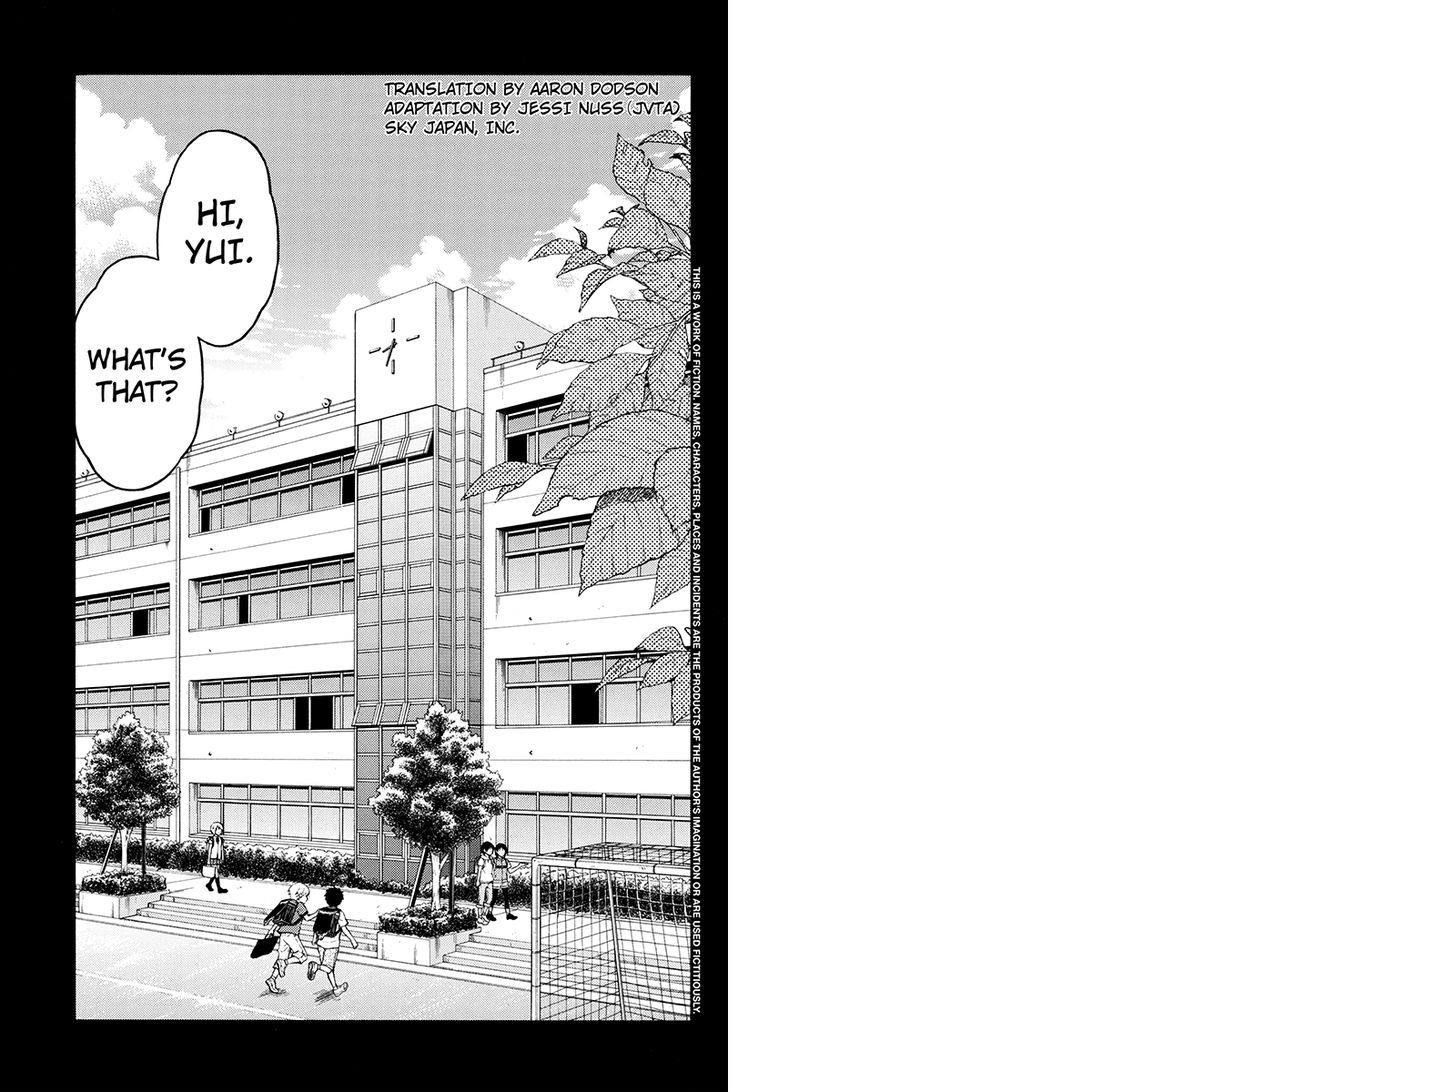 TRANSLATION BY AARON DODSON
ADAPTATION BY JESSI NUSS (JVTA)
SKY JAPAN, INC.
HI,
YUI.
WHAT'S
THAT?
THIS IS A WORK OF FICTION. NAMES, CHARACTERS, PLACES AND INCIDENTS ARE THE PRODUCTS OF THE AUTHOR'S IMAGINATION OR ARE USED FICTITIOUSLY.